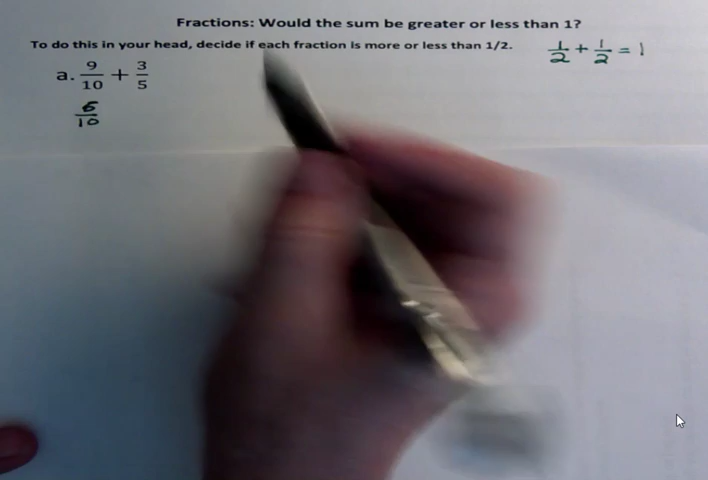 Fractions: Would the sum be greater or less than 1?
To do this in your head, decide if each fraction is more or less than 1/2.
1/2 + 1/2 = 1
a. 9/10 + 3/5
5/10